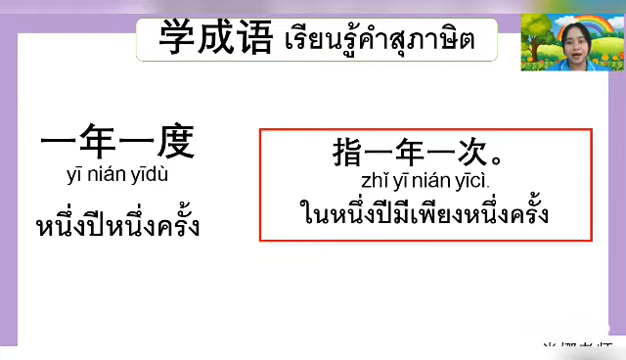 学成语 เรียนรู้คำสุภาษิต
一年一度
yī nián yīdù
หนึ่งปีหนึ่งครั้ง
指一年一次。
zhǐ yī nián yīcì.
ในหนึ่งปีมีเพียงหนึ่งครั้ง